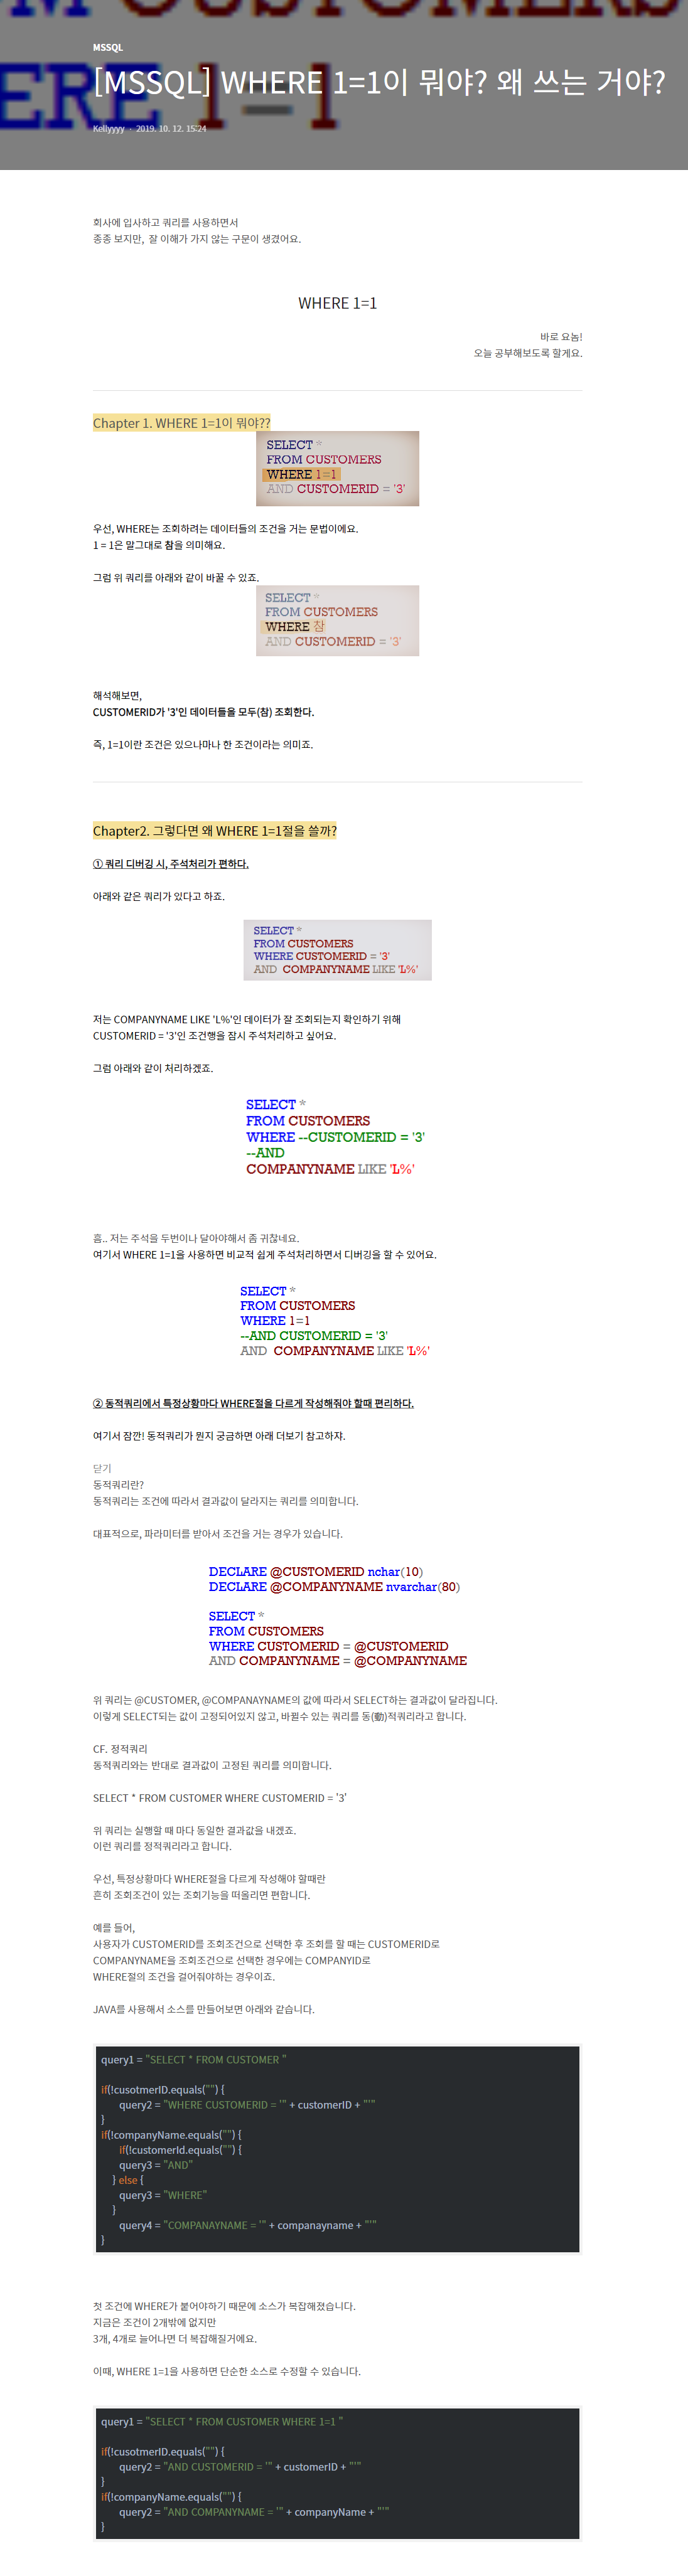 MSSQL
[MSSQL] WHERE 1=1이 뭐야? 왜 쓰는 거야?
Kellyyyy · 2019. 10. 12. 15:24
회사에 입사하고 쿼리를 사용하면서
종종 보지만, 잘 이해가 가지 않는 구문이 생겼어요.
WHERE 1=1
바로 요놈!
오늘 공부해보도록 할게요.
Chapter 1. WHERE 1=1이 뭐야??
SELECT *
FROM CUSTOMERS
WHERE 1=1
AND CUSTOMERID = '3'
우선, WHERE는 조회하려는 데이터들의 조건을 거는 문법이에요.
1 = 1은 말그대로 참을 의미해요.
그럼 위 쿼리를 아래와 같이 바꿀 수 있죠.
SELECT *
FROM CUSTOMERS
WHERE 참
AND CUSTOMERID = '3'
해석해보면,
CUSTOMERID가 '3'인 데이터들을 모두(참) 조회한다.
즉, 1=1이란 조건은 있으나마나 한 조건이라는 의미죠.
Chapter2. 그렇다면 왜 WHERE 1=1절을 쓸까?
① 쿼리 디버깅 시, 주석처리가 편하다.
아래와 같은 쿼리가 있다고 하죠.
SELECT *
FROM CUSTOMERS
WHERE CUSTOMERID = '3'
AND COMPANYNAME LIKE 'L%'
저는 COMPANYNAME LIKE 'L%'인 데이터가 잘 조회되는지 확인하기 위해
CUSTOMERID = '3'인 조건행을 잠시 주석처리하고 싶어요.
그럼 아래와 같이 처리하겠죠.
SELECT *
FROM CUSTOMERS
WHERE --CUSTOMERID = '3'
--AND
COMPANYNAME LIKE 'L%'
흠.. 저는 주석을 두번이나 달아야해서 좀 귀찮네요.
여기서 WHERE 1=1을 사용하면 비교적 쉽게 주석처리하면서 디버깅을 할 수 있어요.
SELECT *
FROM CUSTOMERS
WHERE 1=1
--AND CUSTOMERID = '3'
AND COMPANYNAME LIKE 'L%'
② 동적쿼리에서 특정상황마다 WHERE절을 다르게 작성해줘야 할때 편리하다.
여기서 잠깐! 동적쿼리가 뭔지 궁금하면 아래 더보기 참고하쟈.
닫기
동적쿼리란?
동적쿼리는 조건에 따라서 결과값이 달라지는 쿼리를 의미합니다.
대표적으로, 파라미터를 받아서 조건을 거는 경우가 있습니다.
DECLARE @CUSTOMERID nchar(10)
DECLARE @COMPANYNAME nvarchar(80)
SELECT *
FROM CUSTOMERS
WHERE CUSTOMERID = @CUSTOMERID
AND COMPANYNAME = @COMPANYNAME
위 쿼리는 @CUSTOMER, @COMPANAYNAME의 값에 따라서 SELECT하는 결과값이 달라집니다.
이렇게 SELECT되는 값이 고정되어있지 않고, 바뀔수 있는 쿼리를 동(動)적쿼리라고 합니다.
CF. 정적쿼리
동적쿼리와는 반대로 결과값이 고정된 쿼리를 의미합니다.
SELECT * FROM CUSTOMER WHERE CUSTOMERID = '3'
위 쿼리는 실행할 때 마다 동일한 결과값을 내겠죠.
이런 쿼리를 정적쿼리라고 합니다.
우선, 특정상황마다 WHERE절을 다르게 작성해야 할때란
흔히 조회조건이 있는 조회기능을 떠올리면 편합니다.
예를 들어,
사용자가 CUSTOMERID를 조회조건으로 선택한 후 조회를 할 때는 CUSTOMERID로
COMPANYNAME을 조회조건으로 선택한 경우에는 COMPANYID로
WHERE절의 조건을 걸어줘야하는 경우이죠.
JAVA를 사용해서 소스를 만들어보면 아래와 같습니다.
query1 = "SELECT * FROM CUSTOMER "
if(!cusotmerID.equals("") {
query2 = "WHERE CUSTOMERID = '" + customerID + "'"
}
if(!companyName.equals("") {
if(!customerId.equals("") {
query3 = "AND"
} else {
query3 = "WHERE"
}
query4 = "COMPANAYNAME = '" + companayname + "'"
}
첫 조건에 WHERE가 붙어야하기 때문에 소스가 복잡해졌습니다.
지금은 조건이 2개밖에 없지만
3개, 4개로 늘어나면 더 복잡해질거에요.
이때, WHERE 1=1을 사용하면 단순한 소스로 수정할 수 있습니다.
query1 = "SELECT * FROM CUSTOMER WHERE 1=1 "
if(!cusotmerID.equals("") {
query2 = "AND CUSTOMERID = '" + customerID + "'"
}
if(!companyName.equals("") {
query2 = "AND COMPANYNAME = '" + companyName + "'"
}